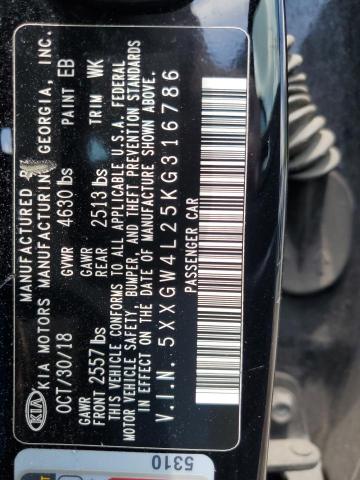 KIA
MANUFACTURED BY
KIA MOTORS MANUFACTURING GEORGIA, INC.
OCT/30/18 GVWR 4630 lbs PAINT EB
GAWR GAWR TRIM WK
FRONT 2557 lbs REAR 2513 lbs
THIS VEHICLE CONFORMS TO ALL APPLICABLE U.S.A. FEDERAL
MOTOR VEHICLE SAFETY, BUMPER, AND THEFT PREVENTION STANDARDS
IN EFFECT ON THE DATE OF MANUFACTURE SHOWN ABOVE.
V.I.N. 5XXGW4L25KG316786
PASSENGER CAR
5310